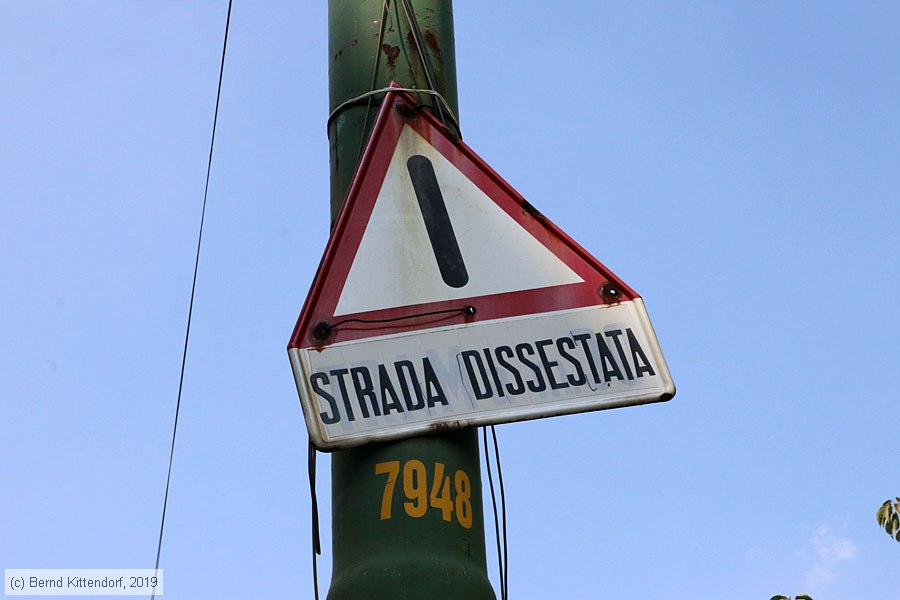 STRADA DISSESTATA
7948
(c) Bernd Kittendorf, 2019